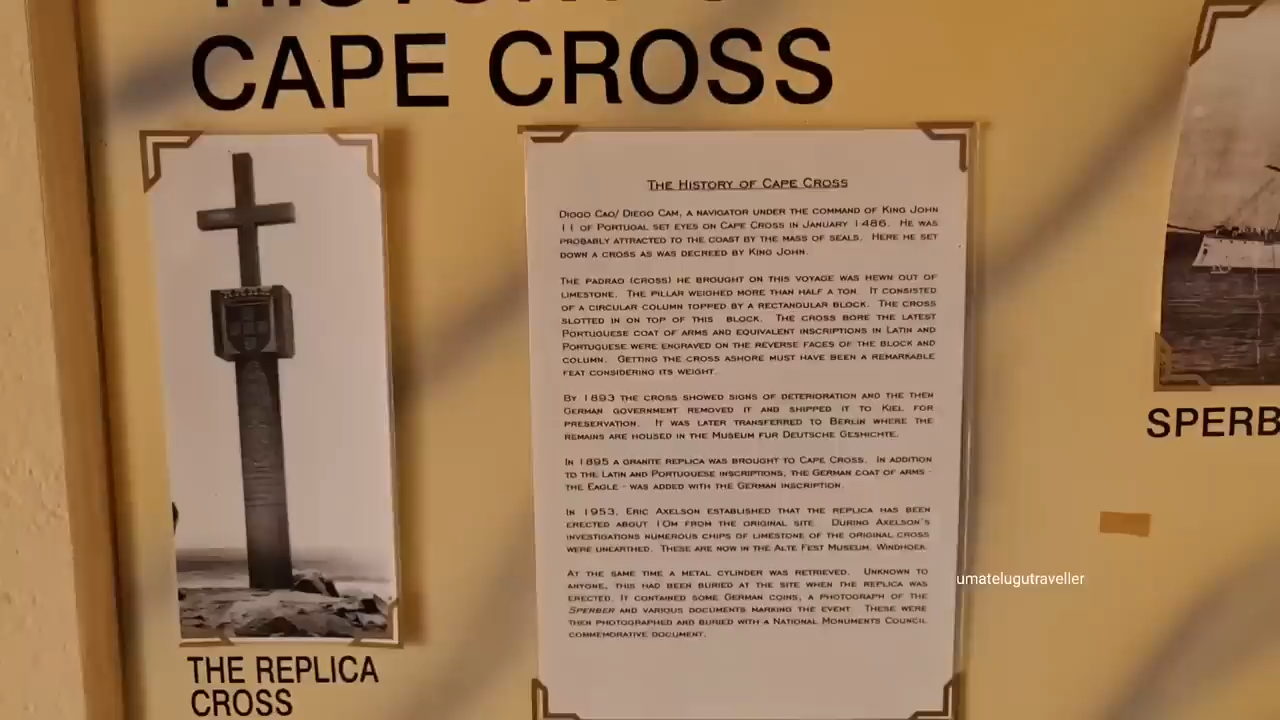 CAPE CROSS
THE HISTORY OF CAPE CROSS
DIOGO CAO/ DIEGO CAM, A NAVIGATOR UNDER THE COMMAND OF KING JOHN
11 OF PORTUGAL SET EYES ON CAPE CROSS IN JANUARY 1486. HE WAS
PROBABLY ATTRACTED TO THE COAST BY THE MASS OF SEALS. HERE HE SET
DOWN A CROSS AS WAS DECREED BY KING JOHN.
THE PADRAO (CROSS) HE BROUGHT ON THIS VOYAGE WAS HEWN OUT OF
LIMESTONE. THE PILLAR WEIGHED MORE THAN HALF A TON. IT CONSISTED
OF A CIRCULAR COLUMN TOPPED BY A RECTANGULAR BLOCK. THE CROSS
SLOTTED IN ON TOP OF THIS BLOCK. THE CROSS BORE THE LATEST
PORTUGUESE COAT OF ARMS AND EQUIVALENT INSCRIPTIONS IN LATIN AND
PORTUGUESE WERE ENGRAVED ON THE REVERSE FACES OF THE BLOCK AND
COLUMN. GETTING THE CROSS ASHORE MUST HAVE BEEN A REMARKABLE
FEAT CONSIDERING ITS WEIGHT.
BY 1893 THE CROSS SHOWED SIGNS OF DETERIORATION AND THE THEN
GERMAN GOVERNMENT REMOVED IT AND SHIPPED IT TO KIEL FOR
PRESERVATION. IT WAS LATER TRANSFERRED TO BERLIN WHERE THE
REMAINS ARE HOUSED IN THE MUSEUM FUR DEUTSCHE GESHICHTE.
IN 1895 A GRANITE REPLICA WAS BROUGHT TO CAPE CROSS. IN ADDITION
TO THE LATIN AND PORTUGUESE INSCRIPTIONS, THE GERMAN COAT OF ARMS -
THE EAGLE - WAS ADDED WITH THE GERMAN INSCRIPTION.
IN 1953, ERIC AXELSON ESTABLISHED THAT THE REPLICA HAS BEEN
ERECTED ABOUT 10M FROM THE ORIGINAL SITE. DURING AXELSON'S
INVESTIGATIONS NUMEROUS CHIPS OF LIMESTONE OF THE ORIGINAL CROSS
WERE UNEARTHED. THESE ARE NOW IN THE ALTE FEST MUSEUM, WINDHOEK.
AT THE SAME TIME A METAL CYLINDER WAS RETRIEVED. UNKNOWN TO
ANYONE, THIS HAD BEEN BURIED AT THE SITE WHEN THE REPLICA WAS
ERECTED. IT CONTAINED SOME GERMAN COINS, A PHOTOGRAPH OF THE
SPERBER AND VARIOUS DOCUMENTS MARKING THE EVENT. THESE WERE
THEN PHOTOGRAPHED AND BURIED WITH A NATIONAL MONUMENTS COUNCIL
COMMEMORATIVE DOCUMENT.
THE REPLICA
CROSS
SPERB
umatelugutraveller